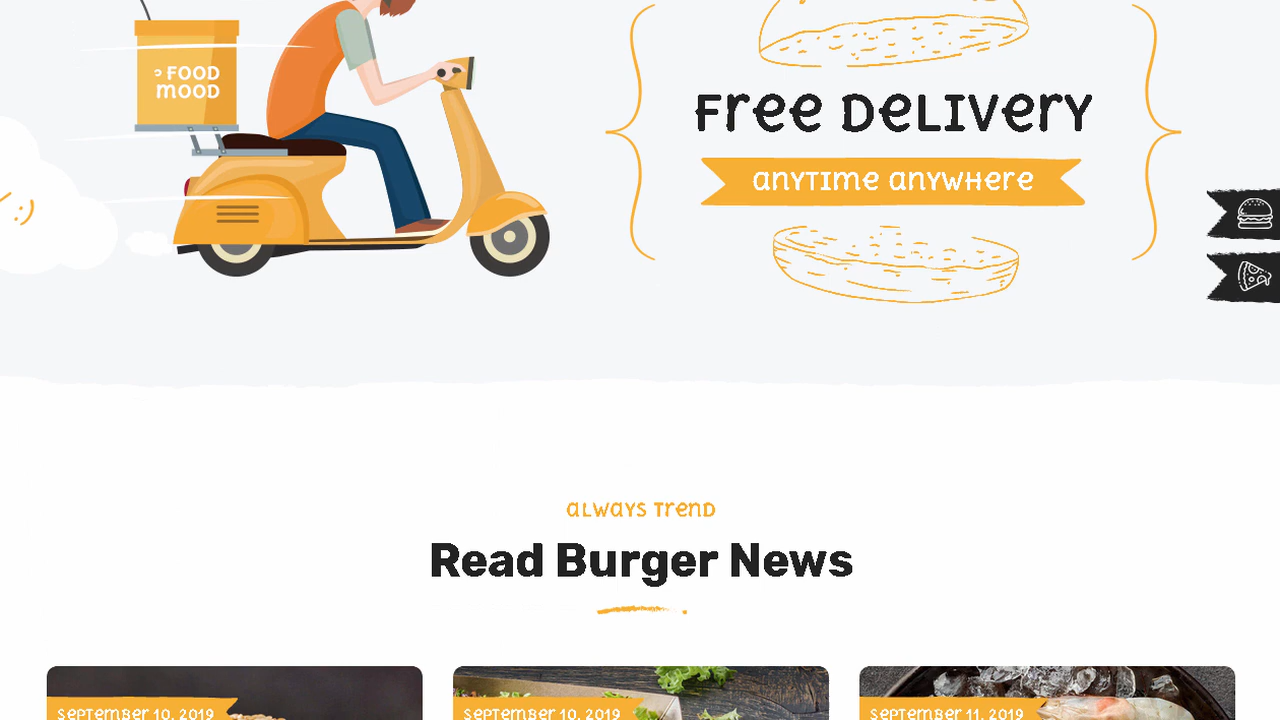 FOOD
MOOD
Free Delivery
anytime anywhere
always trend
Read Burger News
September 10, 2019
September 10, 2019
September 11, 2019